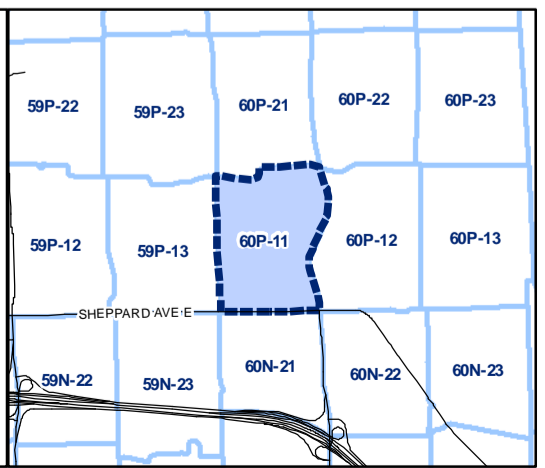 59P-22
59P-23
60P-21
60P-22
60P-23
59P-12
59P-13
60P-11
60P-12
60P-13
SHEPPARD AVE E
59N-22
59N-23
60N-21
60N-22
60N-23